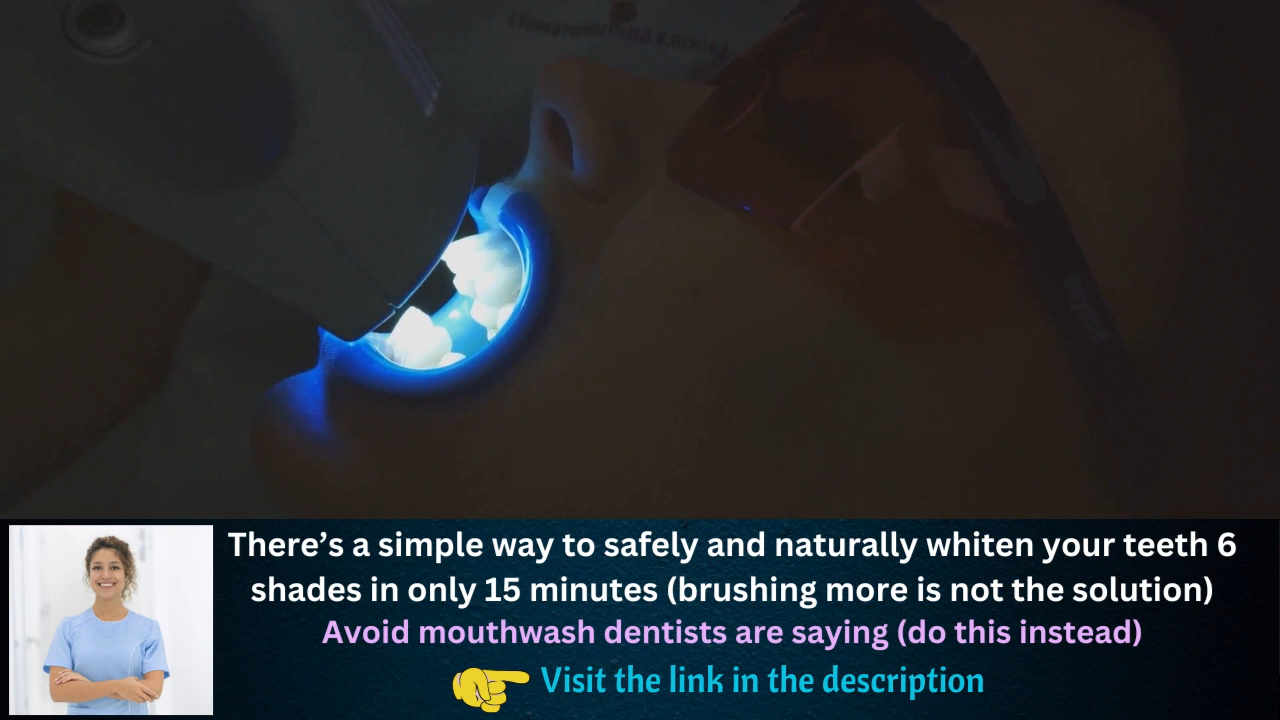 There's a simple way to safely and naturally whiten your teeth 6
shades in only 15 minutes (brushing more is not the solution)
Avoid mouthwash dentists are saying (do this instead)
Visit the link in the description